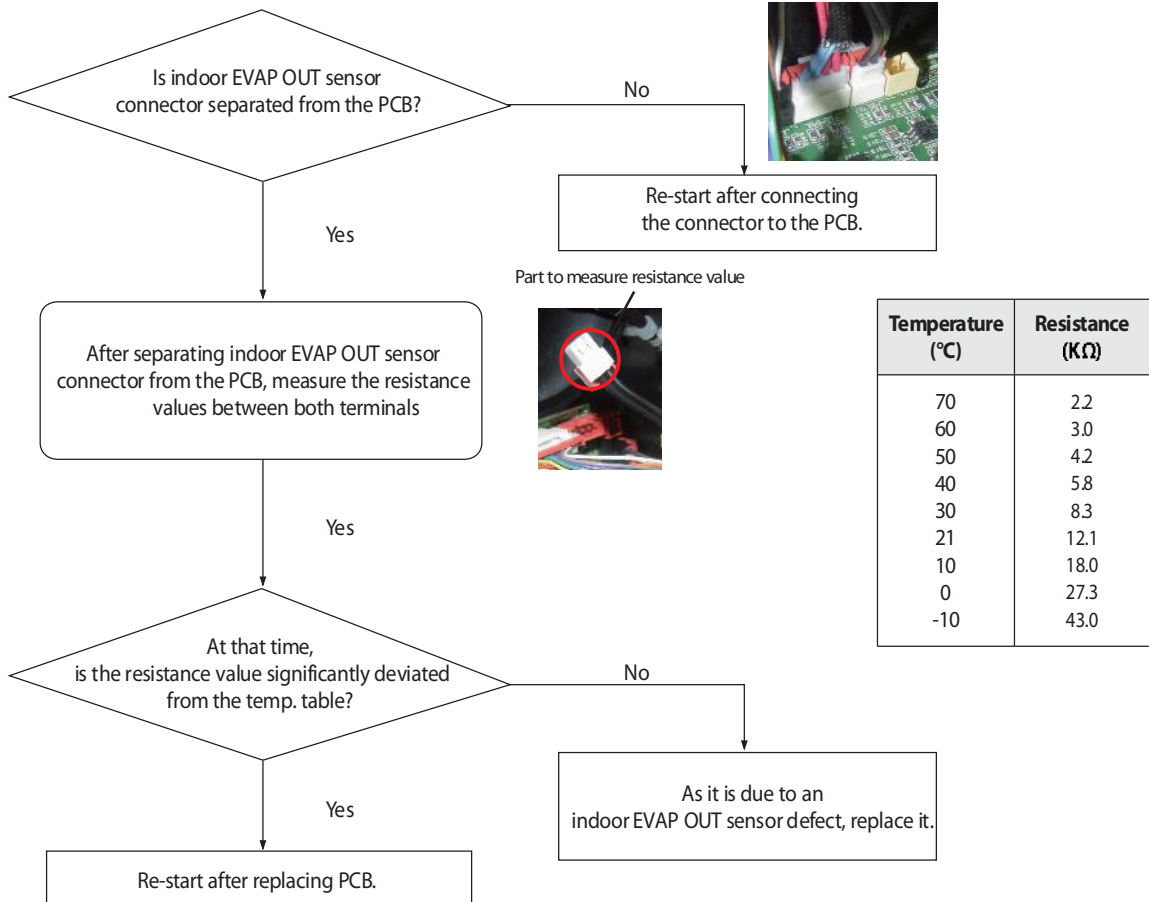 Is indoor EVAP OUT sensor
connector separated from the PCB?
No
Re-start after connecting
the connector to the PCB.
Yes
Part to measure resistance value
After separating indoor EVAP OUT sensor
connector from the PCB, measure the resistance
values between both terminals
Temperature
(°C)
Resistance
(KΩ)
70 2.2
60 3.0
50 4.2
40 5.8
30 8.3
21 12.1
10 18.0
0 27.3
-10 43.0
Yes
At that time,
is the resistance value significantly deviated
from the temp. table?
No
As it is due to an
indoor EVAP OUT sensor defect, replace it.
Yes
Re-start after replacing PCB.